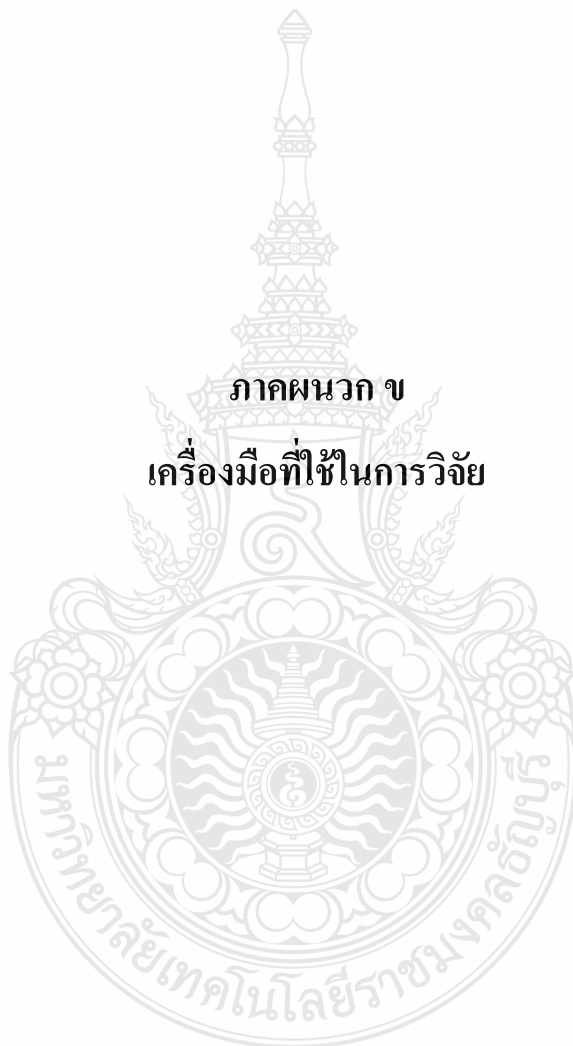 ภาคผนวก ข
เครื่องมือที่ใช้ในการวิจัย
มหาวิทยาลัยเทคโนโลยีราชมงคลธัญบุรี